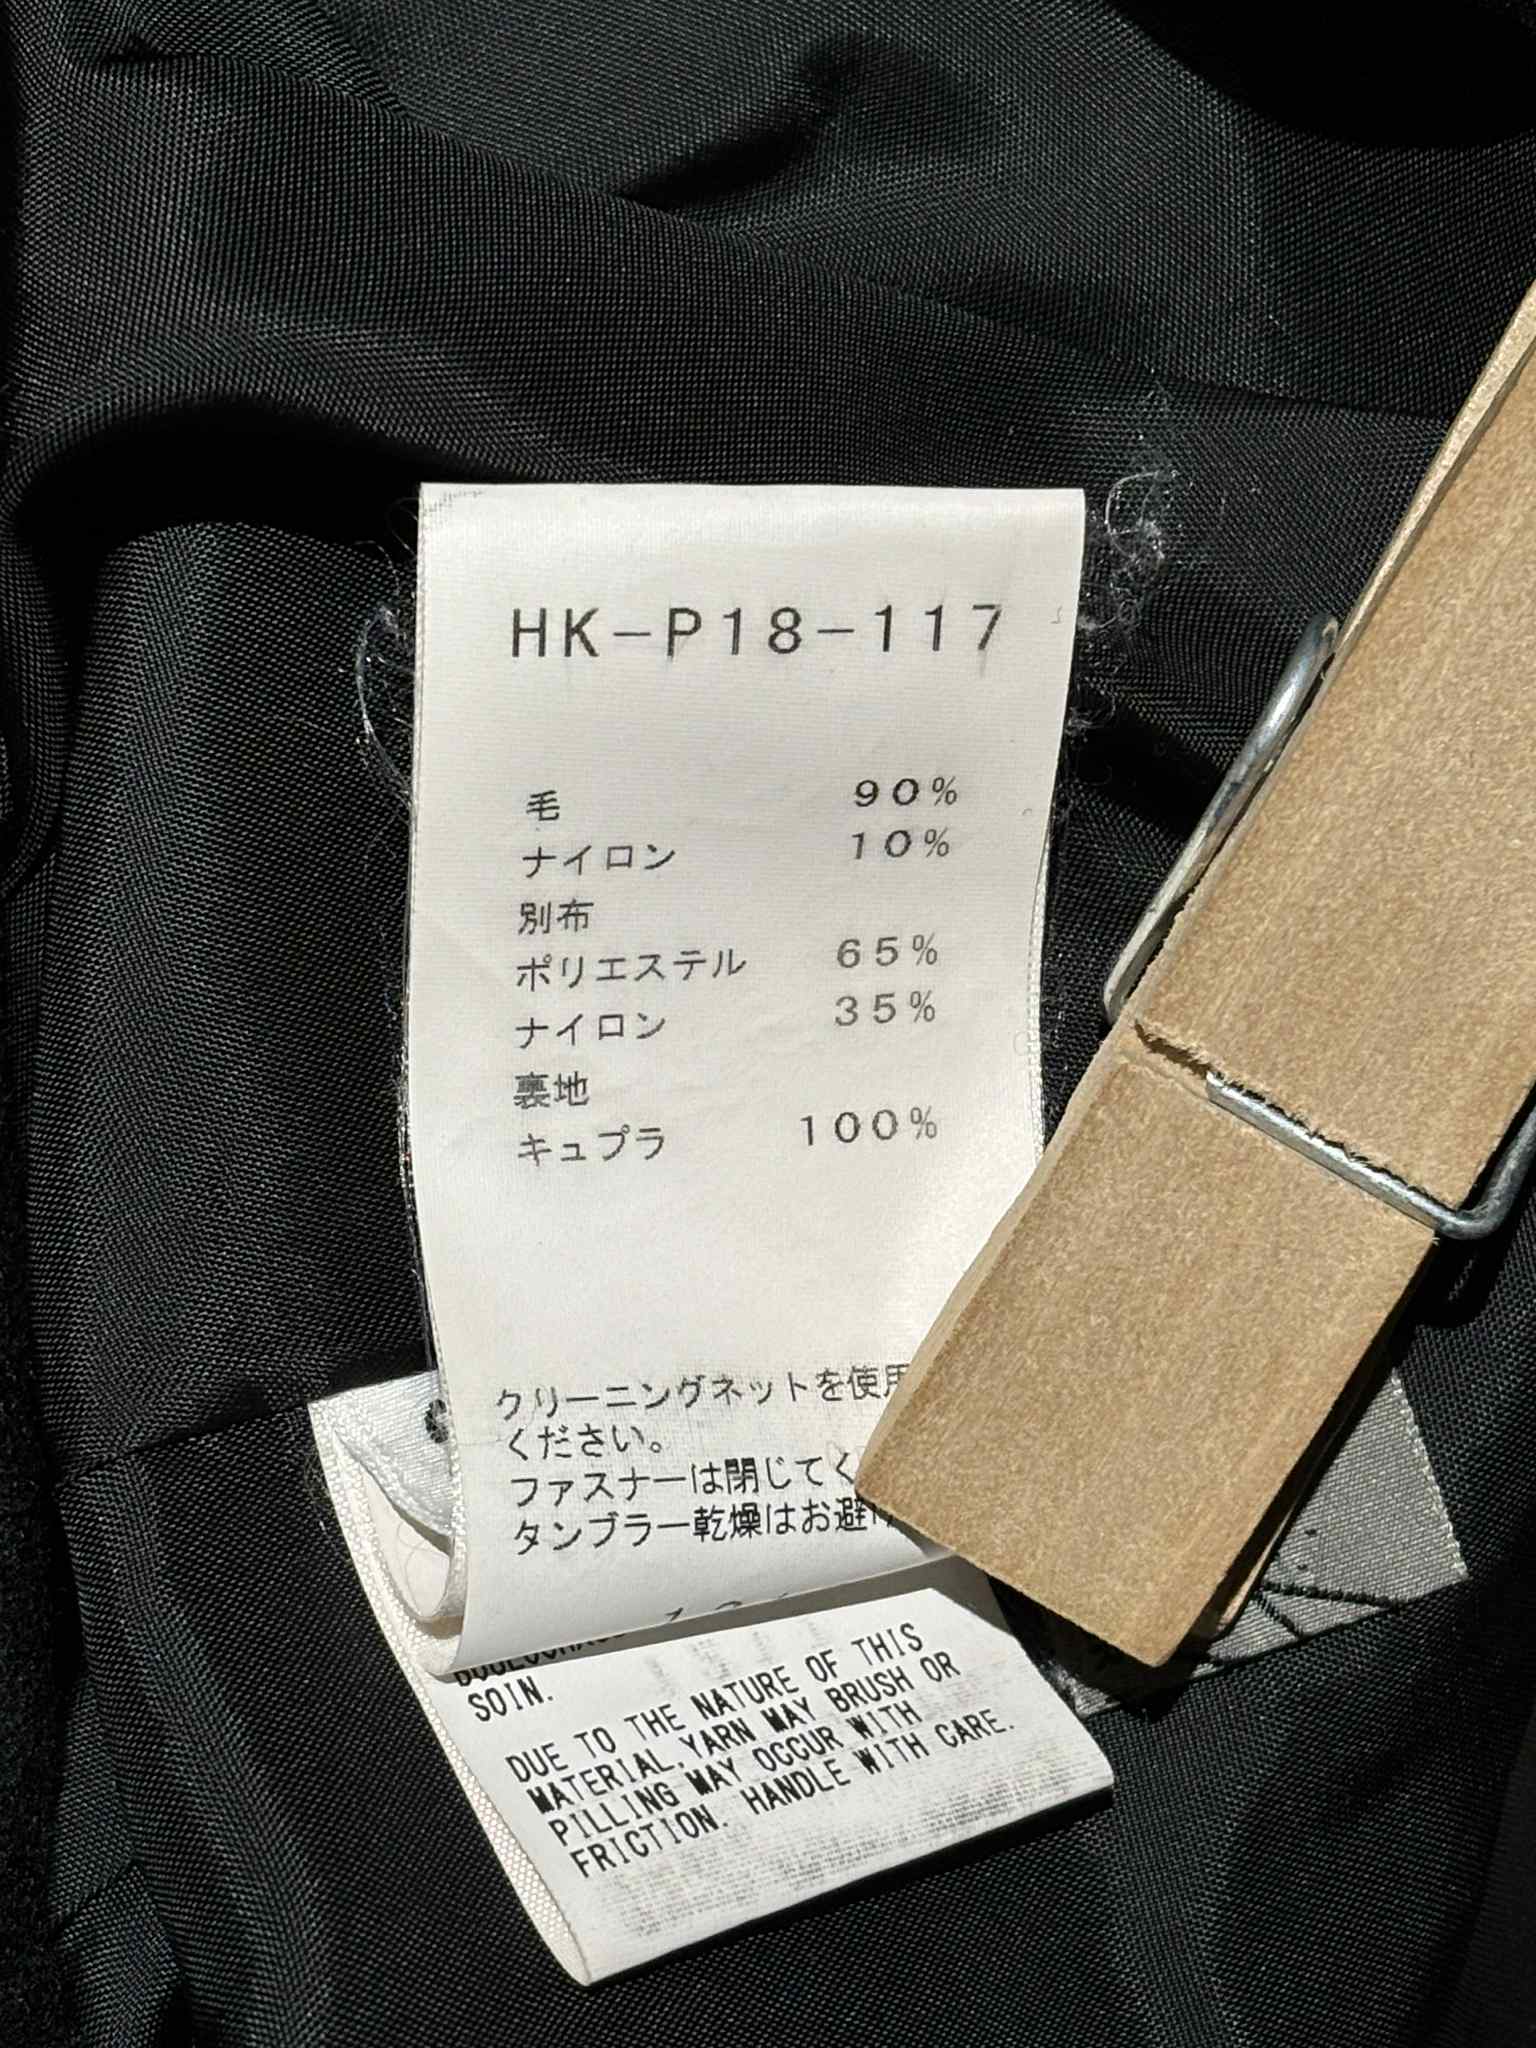 HK-P18-117
毛 90%
ナイロン 10%
別布
ポリエステル 65%
ナイロン 35%
裏地
キュプラ 100%
クリーニングネットを使用
ください。
ファスナーは閉じてく
タンブラー乾燥はお避け
SOIN.
DUE TO THE NATURE OF THIS
MATERIAL,YARN MAY BRUSH OR
PILLING MAY OCCUR WITH
FRICTION. HANDLE WITH CARE.